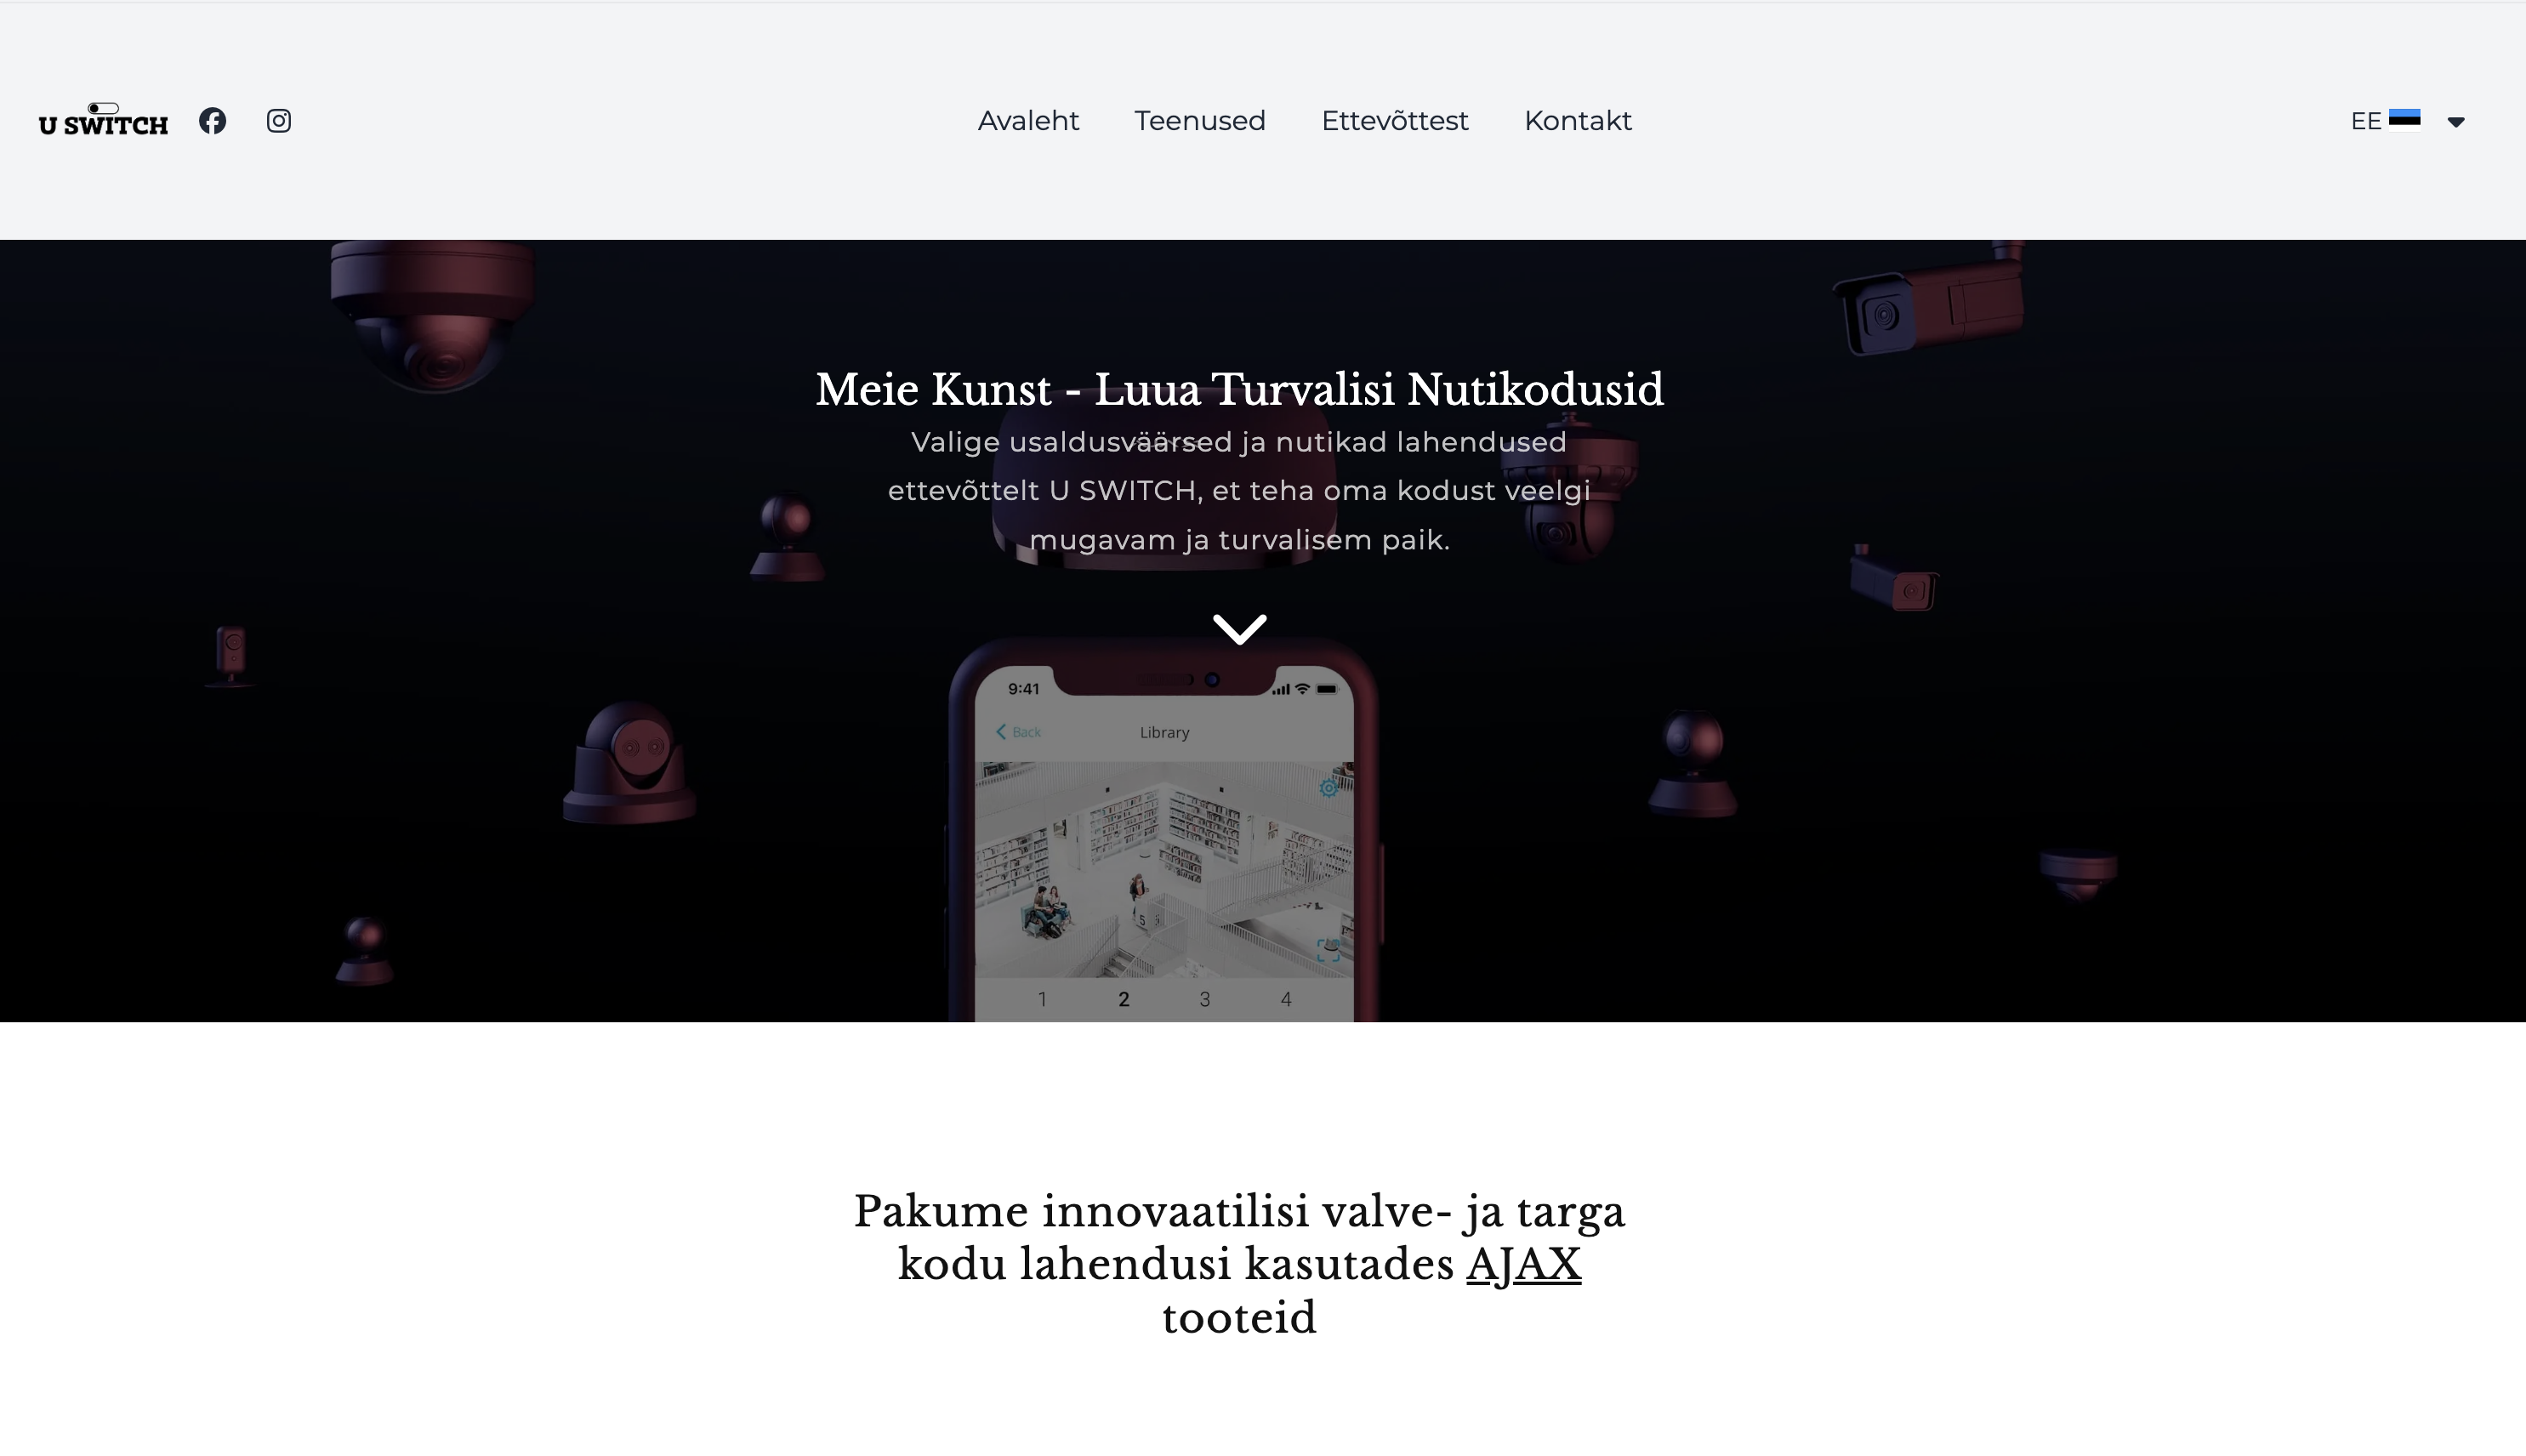 U SWITCH
Avaleht Teenused Ettevõttest Kontakt
EE
Meie Kunst - Luua Turvalisi Nutikodusid
Valige usaldusväärsed ja nutikad lahendused
ettevõttelt U SWITCH, et teha oma kodust veelgi
mugavam ja turvalisem paik.
9:41
Back Library
5
1 2 3 4
Pakume innovaatilisi valve- ja targa
kodu lahendusi kasutades AJAX
tooteid